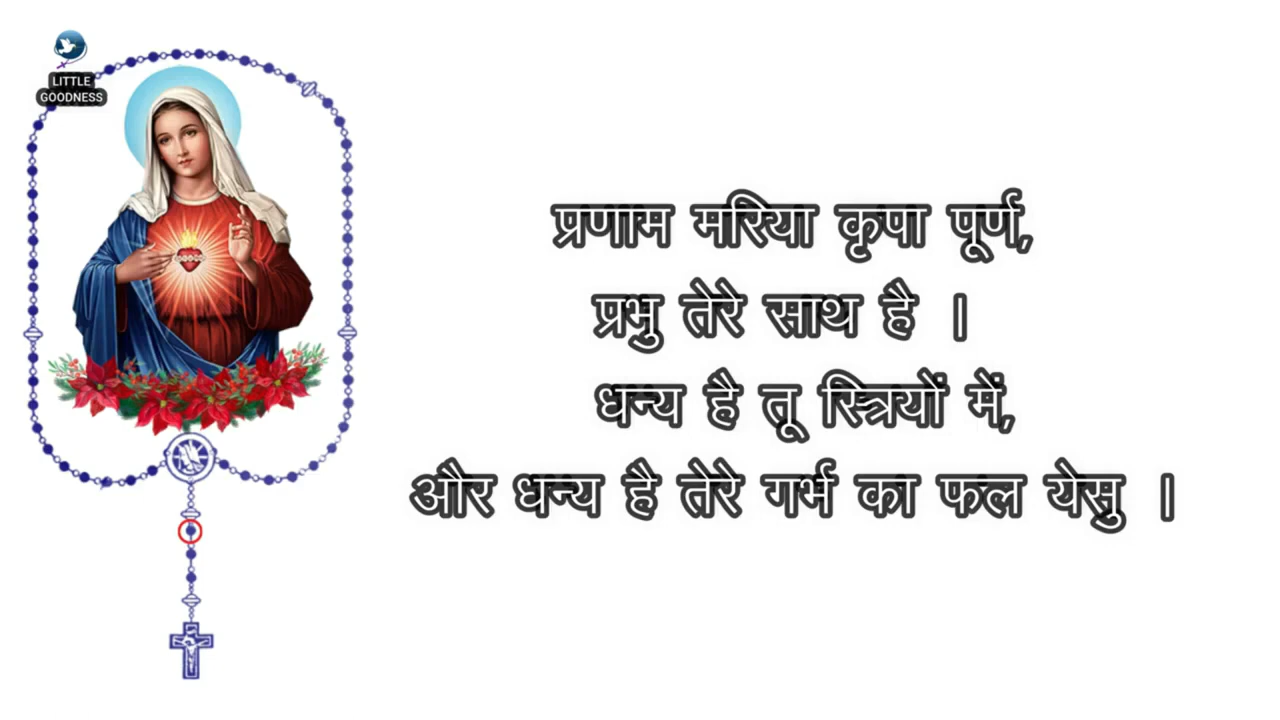 LITTLE
GOODNESS
प्रणाम मरिया कृपा पूर्ण,
प्रभु तेरे साथ है ।
धन्य है तू स्त्रियों में,
और धन्य है तेरे गर्भ का फल येसु ।